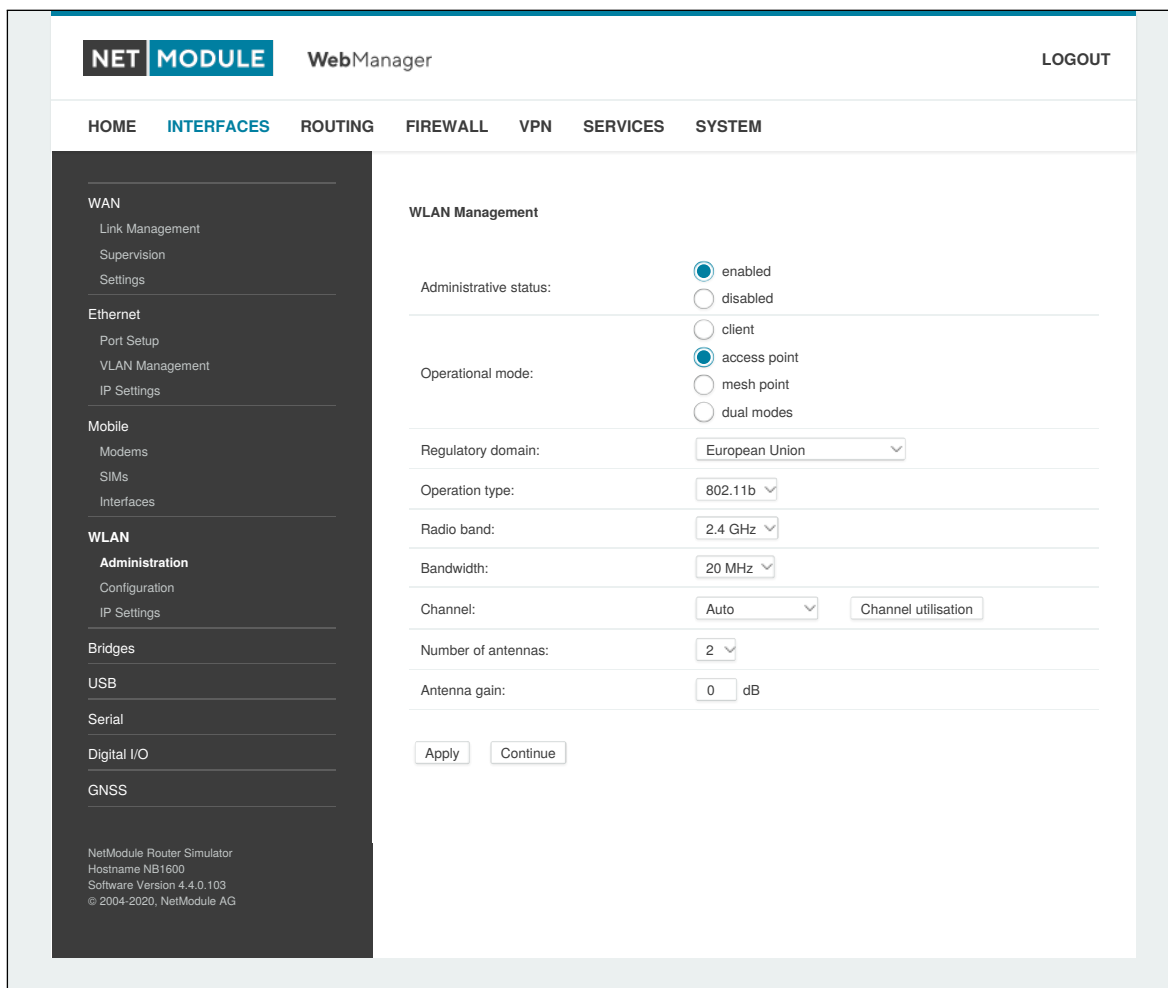 NET MODULE WebManager LOGOUT
HOME INTERFACES ROUTING FIREWALL VPN SERVICES SYSTEM
WAN
Link Management
Supervision
Settings
Ethernet
Port Setup
VLAN Management
IP Settings
Mobile
Modems
SIMs
Interfaces
WLAN
Administration
Configuration
IP Settings
Bridges
USB
Serial
Digital I/O
GNSS
NetModule Router Simulator
Hostname NB1600
Software Version 4.4.0.103
© 2004-2020, NetModule AG
WLAN Management
Administrative status:
enabled
disabled
Operational mode:
client
access point
mesh point
dual modes
Regulatory domain: European Union
Operation type: 802.11b
Radio band: 2.4 GHz
Bandwidth: 20 MHz
Channel: Auto Channel utilisation
Number of antennas: 2
Antenna gain: 0 dB
Apply Continue